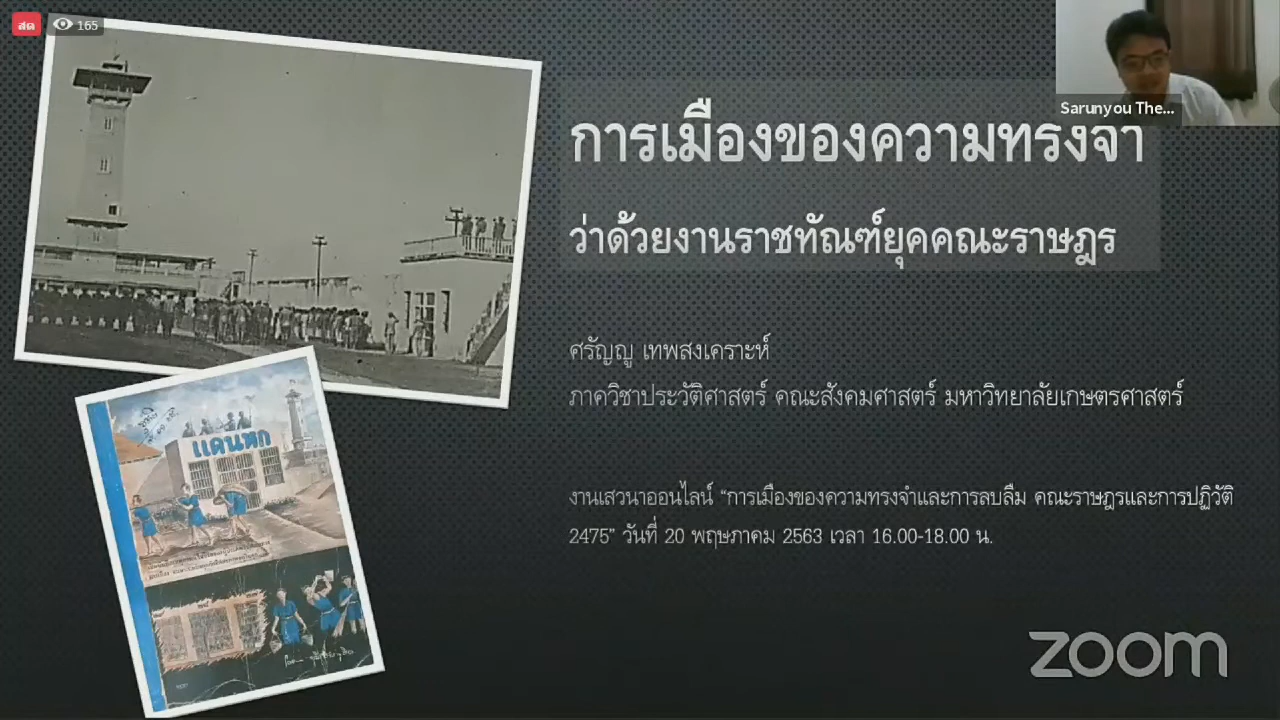 สด
165
Sarunyou The...
การเมืองของความทรงจำ
ว่าด้วยงานราชทัณฑ์ยุคคณะราษฎร
ศรัญญู เทพสงเคราะห์
ภาควิชาประวัติศาสตร์ คณะสังคมศาสตร์ มหาวิทยาลัยเกษตรศาสตร์
งานเสวนาออนไลน์ “การเมืองของความทรงจำและการลบลืม คณะราษฎรและการปฏิวัติ
2475” วันที่ 20 พฤษภาคม 2563 เวลา 16.00-18.00 น.
แดนหก
zoom